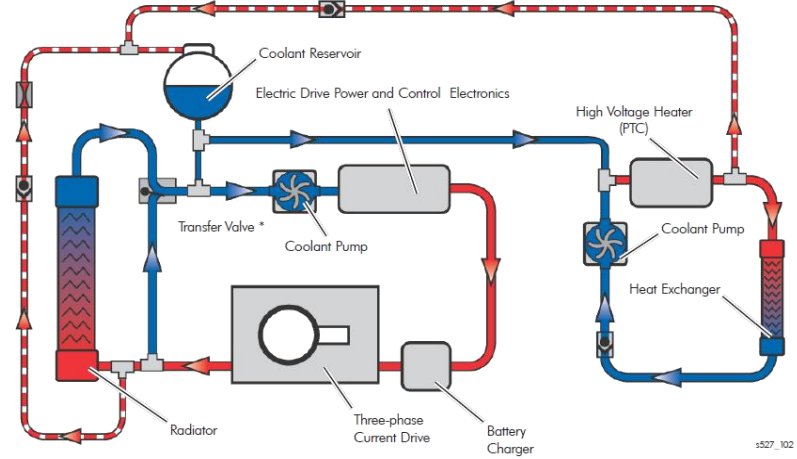 Coolant Reservoir
Electric Drive Power and Control Electronics
High Voltage Heater
(PTC)
Transfer Valve *
Coolant Pump
Coolant Pump
Heat Exchanger
Radiator
Three-phase
Current Drive
Battery
Charger
s527_102